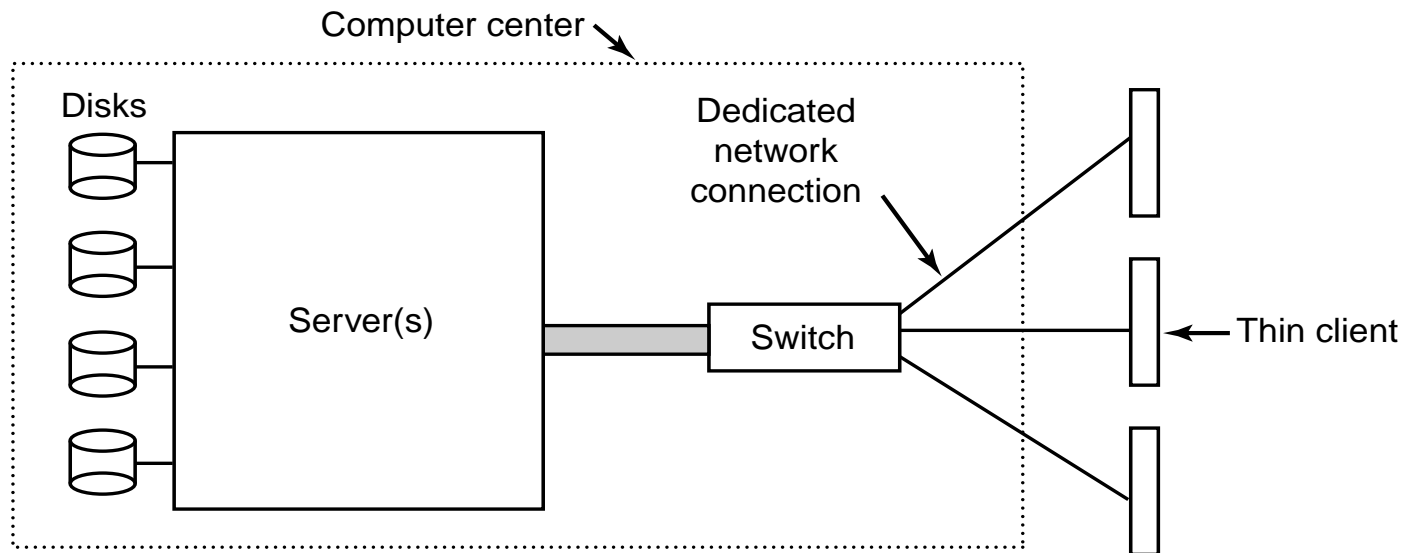 Computer center
Disks
Dedicated
network
connection
Server(s)
Switch
Thin client